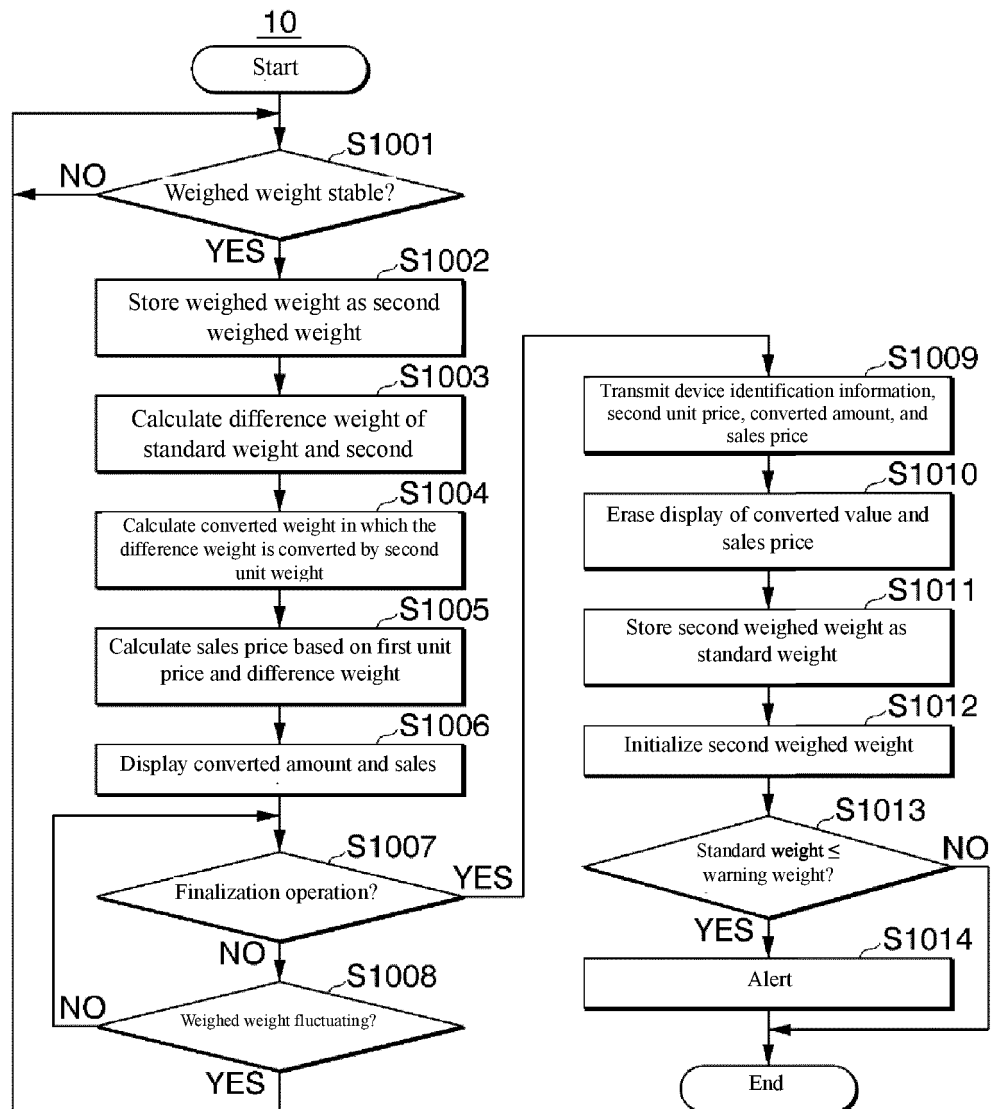 10
Start
S1001
NO
Weighed weight stable?
YES
S1002
Store weighed weight as second
weighed weight
S1003
Calculate difference weight of
standard weight and second
S1004
Calculate converted weight in which the
difference weight is converted by second
unit weight
S1005
Calculate sales price based on first unit
price and difference weight
S1006
Display converted amount and sales
S1007
Finalization operation?
YES
NO
S1008
NO
Weighed weight fluctuating?
YES
S1009
Transmit device identification information,
second unit price, converted amount, and
sales price
S1010
Erase display of converted value and
sales price
S1011
Store second weighed weight as
standard weight
S1012
Initialize second weighed weight
S1013
Standard weight ≤
warning weight?
NO
YES
S1014
Alert
End